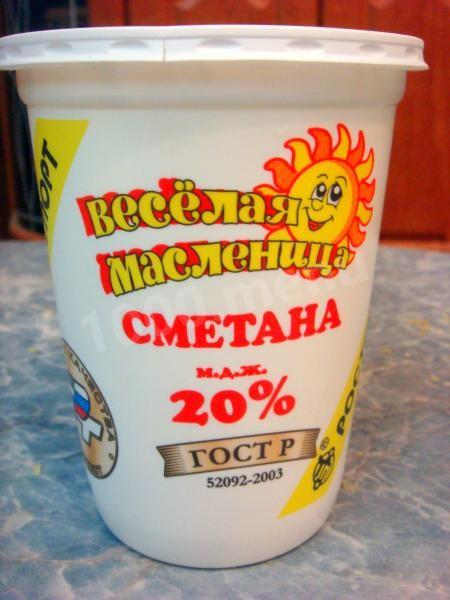 весёлая
масленица
СМЕТАНА
м.д.ж.
20%
ГОСТ Р
52092-2003